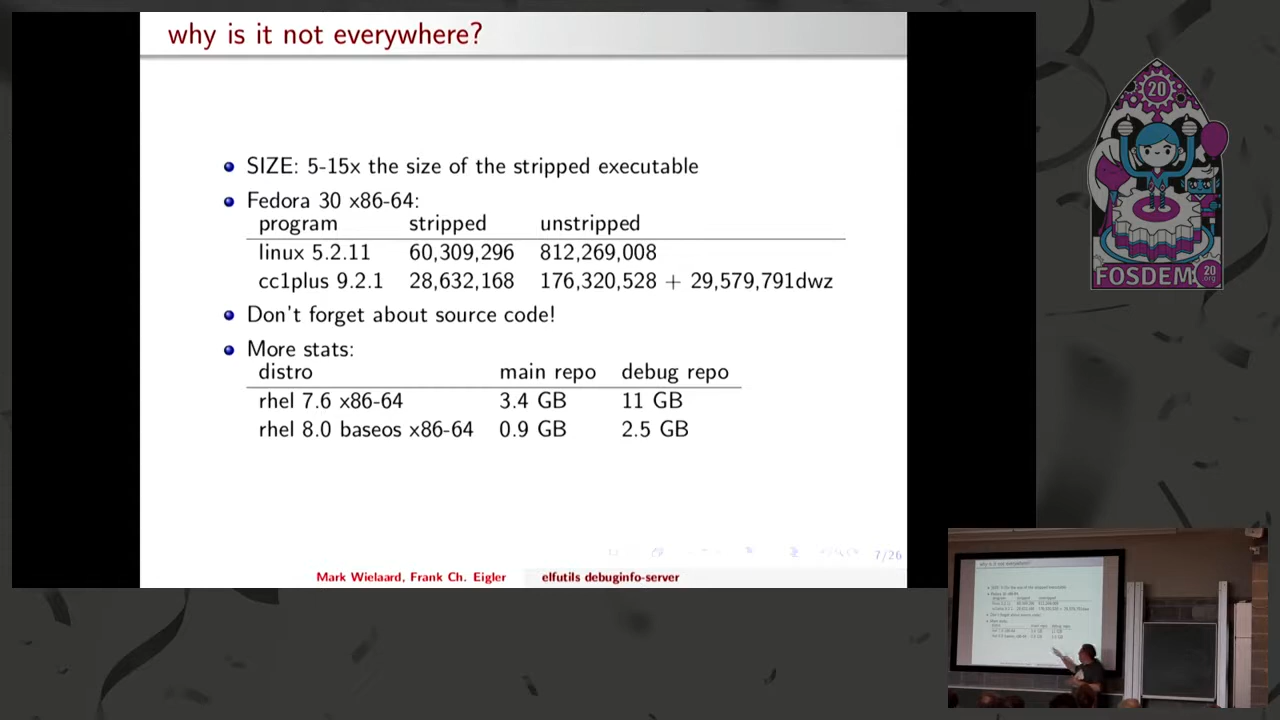 why is it not everywhere?
SIZE: 5-15x the size of the stripped executable
Fedora 30 x86-64:
program stripped unstripped
linux 5.2.11 60,309,296 812,269,008
cc1plus 9.2.1 28,632,168 176,320,528 + 29,579,791dwz
Don't forget about source code!
More stats:
distro main repo debug repo
rhel 7.6 x86-64 3.4 GB 11 GB
rhel 8.0 baseos x86-64 0.9 GB 2.5 GB
7/26
Mark Wielaard, Frank Ch. Eigler elfutils debuginfo-server
20
FOSDEM 20 .org